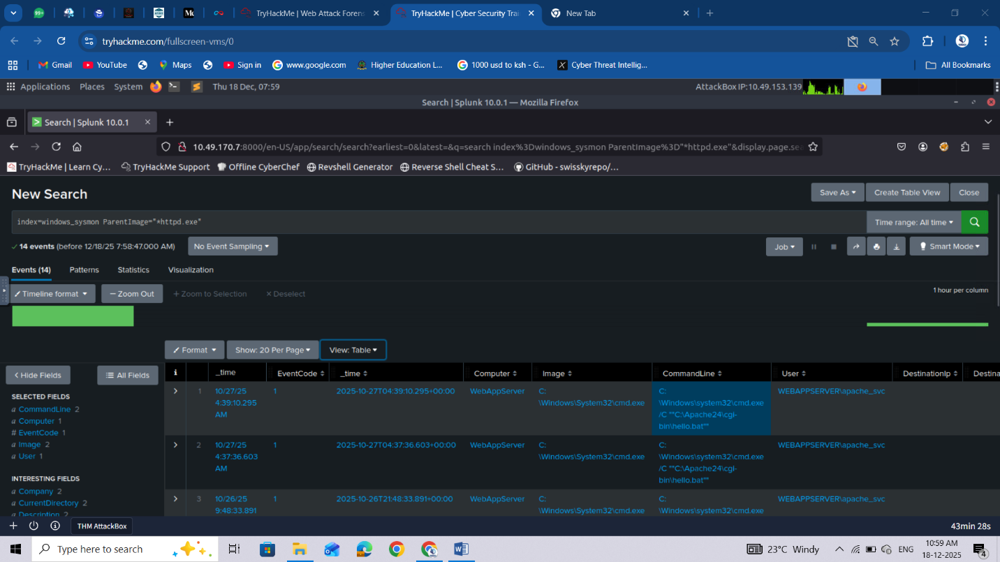 99+
TryHackMe | Web Attack Forens
TryHackMe | Cyber Security Trai
New Tab
tryhackme.com/fullscreen-vms/0
Gmail YouTube Maps Sign in www.google.com Higher Education L... 1000 usd to ksh - G... Cyber Threat Intellig... All Bookmarks
Applications Places System Thu 18 Dec, 07:59 AttackBox IP:10.49.153.139
Search | Splunk 10.0.1 — Mozilla Firefox
Search | Splunk 10.0.1
10.49.170.7:8000/en-US/app/search/search?earliest=0&latest=&q=search index%3Dwindows_sysmon ParentImage%3D"*httpd.exe"&display.page.sea
TryHackMe | Learn Cy... TryHackMe Support Offline CyberChef Revshell Generator Reverse Shell Cheat S... GitHub - swisskyrepo/...
New Search
Save As Create Table View Close
index=windows_sysmon ParentImage="*httpd.exe"
Time range: All time
14 events (before 12/18/25 7:58:47.000 AM) No Event Sampling
Job Smart Mode
Events (14) Patterns Statistics Visualization
Timeline format — Zoom Out + Zoom to Selection × Deselect
1 hour per column
Format Show: 20 Per Page View: Table
< Hide Fields All Fields
SELECTED FIELDS
a CommandLine 2
a Computer 1
# EventCode 1
a Image 2
a User 1
INTERESTING FIELDS
a Company 2
a CurrentDirectory 2
a Description 2
i _time EventCode _time Computer Image CommandLine User DestinationIp Destina
1 10/27/25 1 2025-10-27T04:39:10.295+00:00 WebAppServer C: C: WEBAPPSERVER\apache_svc
4:39:10.295 \Windows\System32\cmd.exe \Windows\system32\cmd.exe
AM /C ""C:\Apache24\cgi-
bin\hello.bat""
2 10/27/25 1 2025-10-27T04:37:36.603+00:00 WebAppServer C: C: WEBAPPSERVER\apache_svc
4:37:36.603 \Windows\System32\cmd.exe \Windows\system32\cmd.exe
AM /C ""C:\Apache24\cgi-
bin\hello.bat""
3 10/26/25 1 2025-10-26T21:48:33.891+00:00 WebAppServer C: C: WEBAPPSERVER\apache_svc
9:48:33.891 \Windows\System32\cmd.exe \Windows\system32\cmd.exe
THM AttackBox
43min 28s
Type here to search
23°C Windy
ENG
10:59 AM
18-12-2025
4